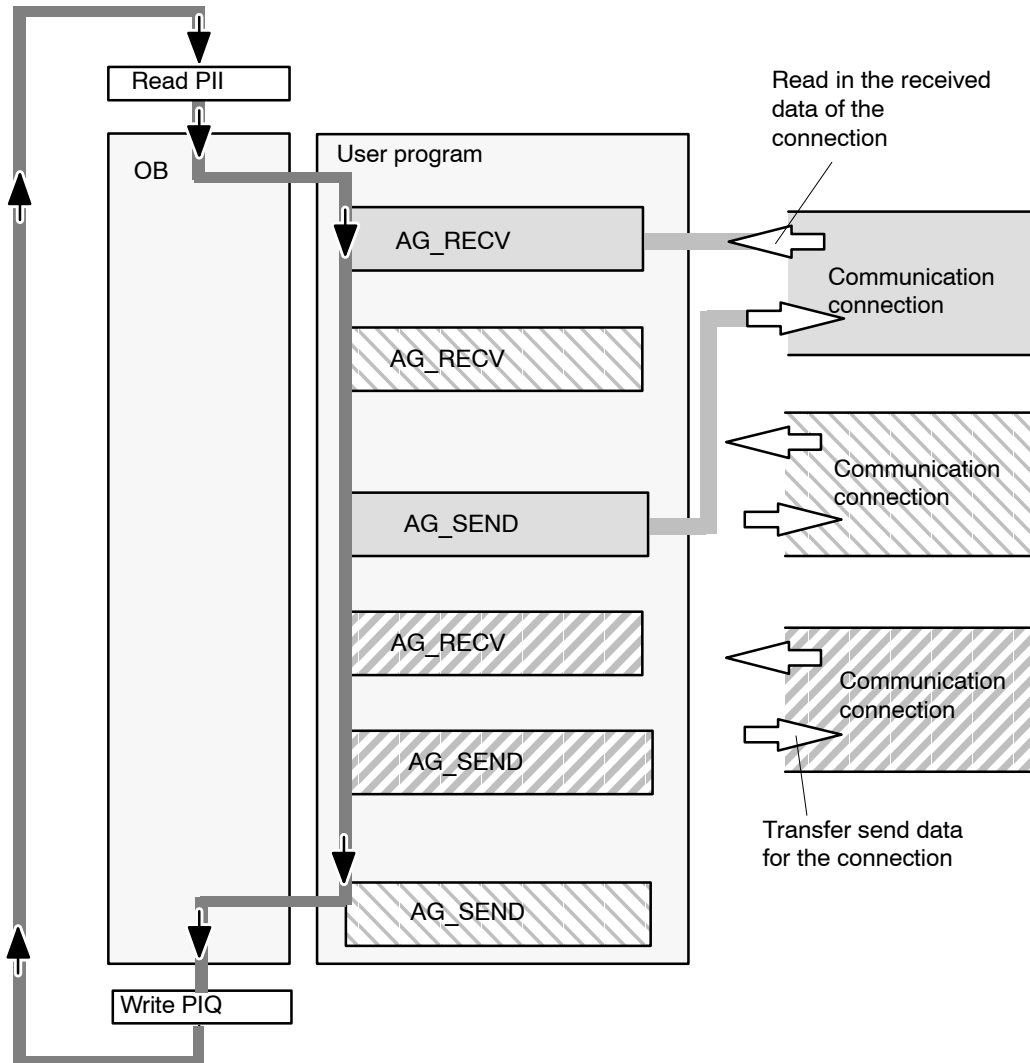 Read PII
OB
User program
AG_RECV
AG_RECV
AG_SEND
AG_RECV
AG_SEND
AG_SEND
Write PIQ
Read in the received
data of the
connection
Communication
connection
Communication
connection
Communication
connection
Transfer send data
for the connection